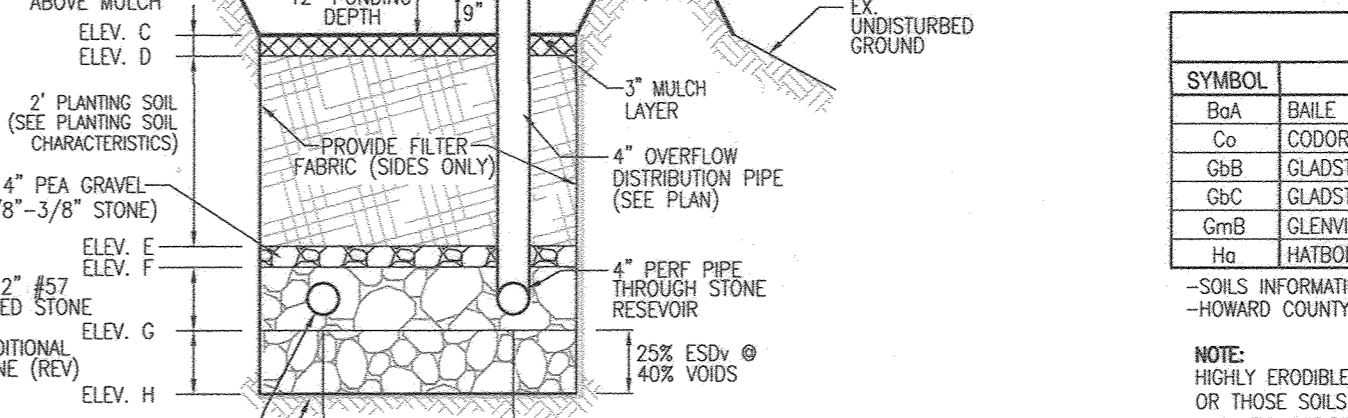 ABOVE MULCH
ELEV. C
ELEV. D
2' PLANTING SOIL
(SEE PLANTING SOIL
CHARACTERISTICS)
4" PEA GRAVEL
/8"-3/8" STONE)
ELEV. E
ELEV. F
2" #57
ED STONE
ELEV. G
DITIONAL
NE (REV)
ELEV. H
12" PONDING
DEPTH
9"
PROVIDE FILTER
FABRIC (SIDES ONLY)
3" MULCH
LAYER
4" OVERFLOW
DISTRIBUTION PIPE
(SEE PLAN)
4" PERF PIPE
THROUGH STONE
RESEVOIR
25% ESDv @
40% VOIDS
EX.
UNDISTURBED
GROUND
SYMBOL
BaA BAILE
Co CODOR
GbB GLADST
GbC GLADST
GmB GLENVI
Ha HATBO
-SOILS INFORMATI
-HOWARD COUNTY
NOTE:
HIGHLY ERODIBLE
OR THOSE SOILS